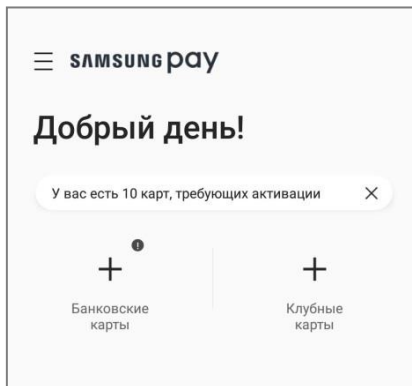 SAMSUNG pay
Добрый день!
У вас есть 10 карт, требующих активации
Банковские
карты
Клубные
карты